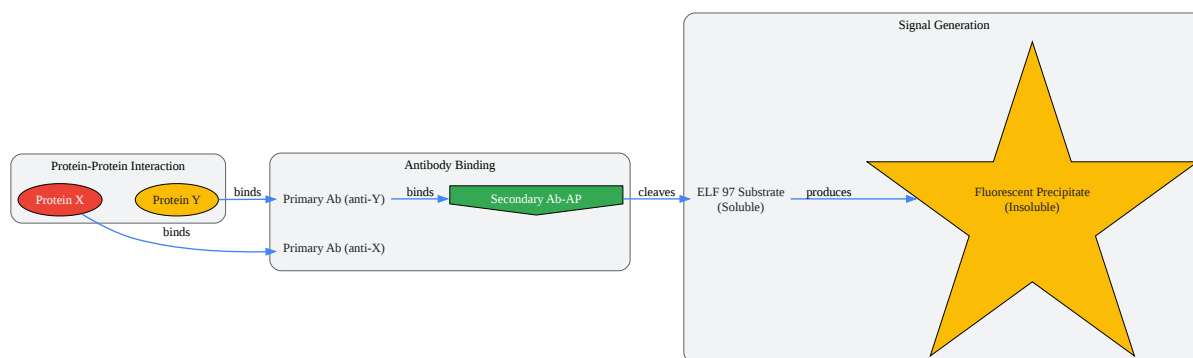 Signal Generation
Protein-Protein Interaction
Antibody Binding
Protein X
Protein Y
binds
Primary Ab (anti-Y)
binds
Secondary Ab-AP
cleaves
ELF 97 Substrate
(Soluble)
produces
Fluorescent Precipitate
(Insoluble)
binds
Primary Ab (anti-X)